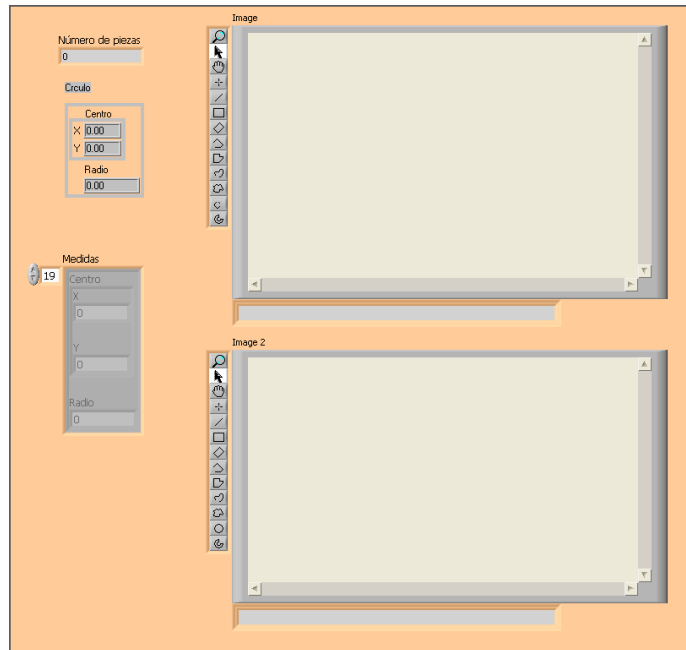 Image
Número de piezas
0
Crculo
Centro
X 0.00
Y 0.00
Radio
0.00
Medidas
19
Centro
X
0
Y
0
Radio
0
Image 2